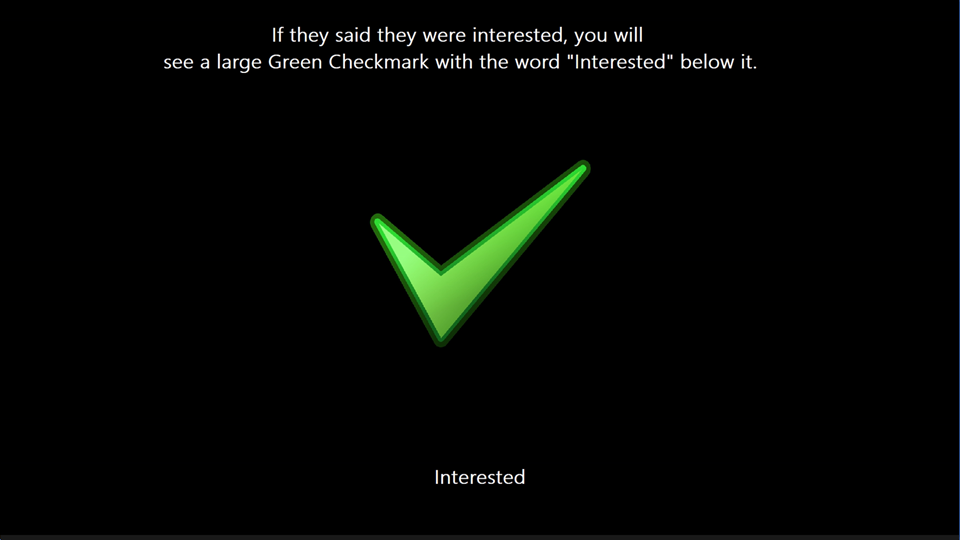 If they said they were interested, you will
see a large Green Checkmark with the word "Interested" below it.
Interested